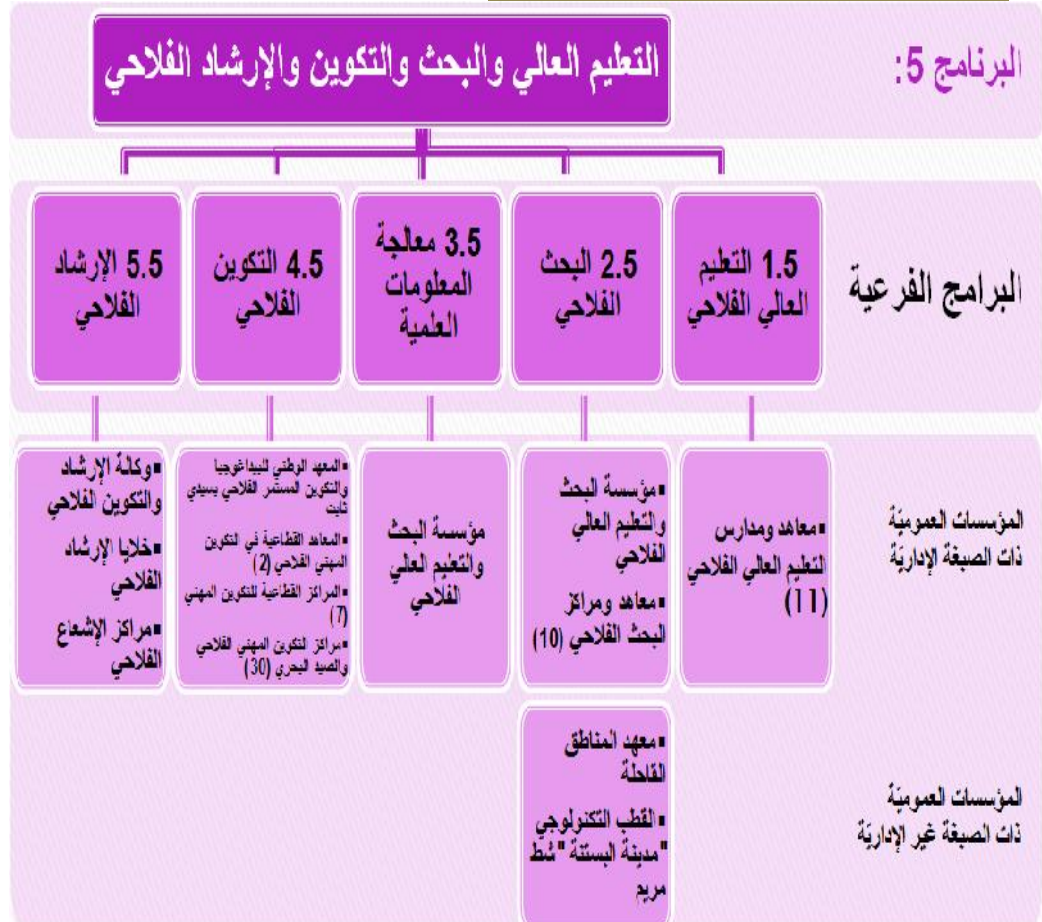 البرنامج 5:
التعليم العالي والبحث والتكوين والإرشاد الفلاحي
البرامج الفرعية
1.5 التعليم
العالي الفلاحي
2.5 البحث
الفلاحي
3.5 معالجة
المعلومات
العلمية
4.5 التكوين
الفلاحي
5.5 الإرشاد
الفلاحي
المؤسسات العموميّة
ذات الصبغة الإداريّة
▪معاهد ومدارس
التعليم العالي الفلاحي
(11)
▪مؤسسة البحث
والتعليم العالي
الفلاحي
▪معاهد ومراكز
البحث الفلاحي (10)
مؤسسة البحث
والتعليم العالي
الفلاحي
▪المعهد الوطني للبيداغوجيا
والتكوين المستمر الفلاحي بسيدي
ثابت
▪المعاهد القطاعية في التكوين
المهني الفلاحي (2)
▪المراكز القطاعية للتكوين المهني
(7)
▪مراكز التكوين المهني الفلاحي
والصيد البحري (30)
▪وكالة الإرشاد
والتكوين الفلاحي
▪خلايا الإرشاد
الفلاحي
▪مراكز الإشعاع
الفلاحي
المؤسسات العموميّة
ذات الصبغة غير الإداريّة
▪معهد المناطق
القاحلة
▪القطب التكنولوجي
"مدينة البستنة "شط
مريم